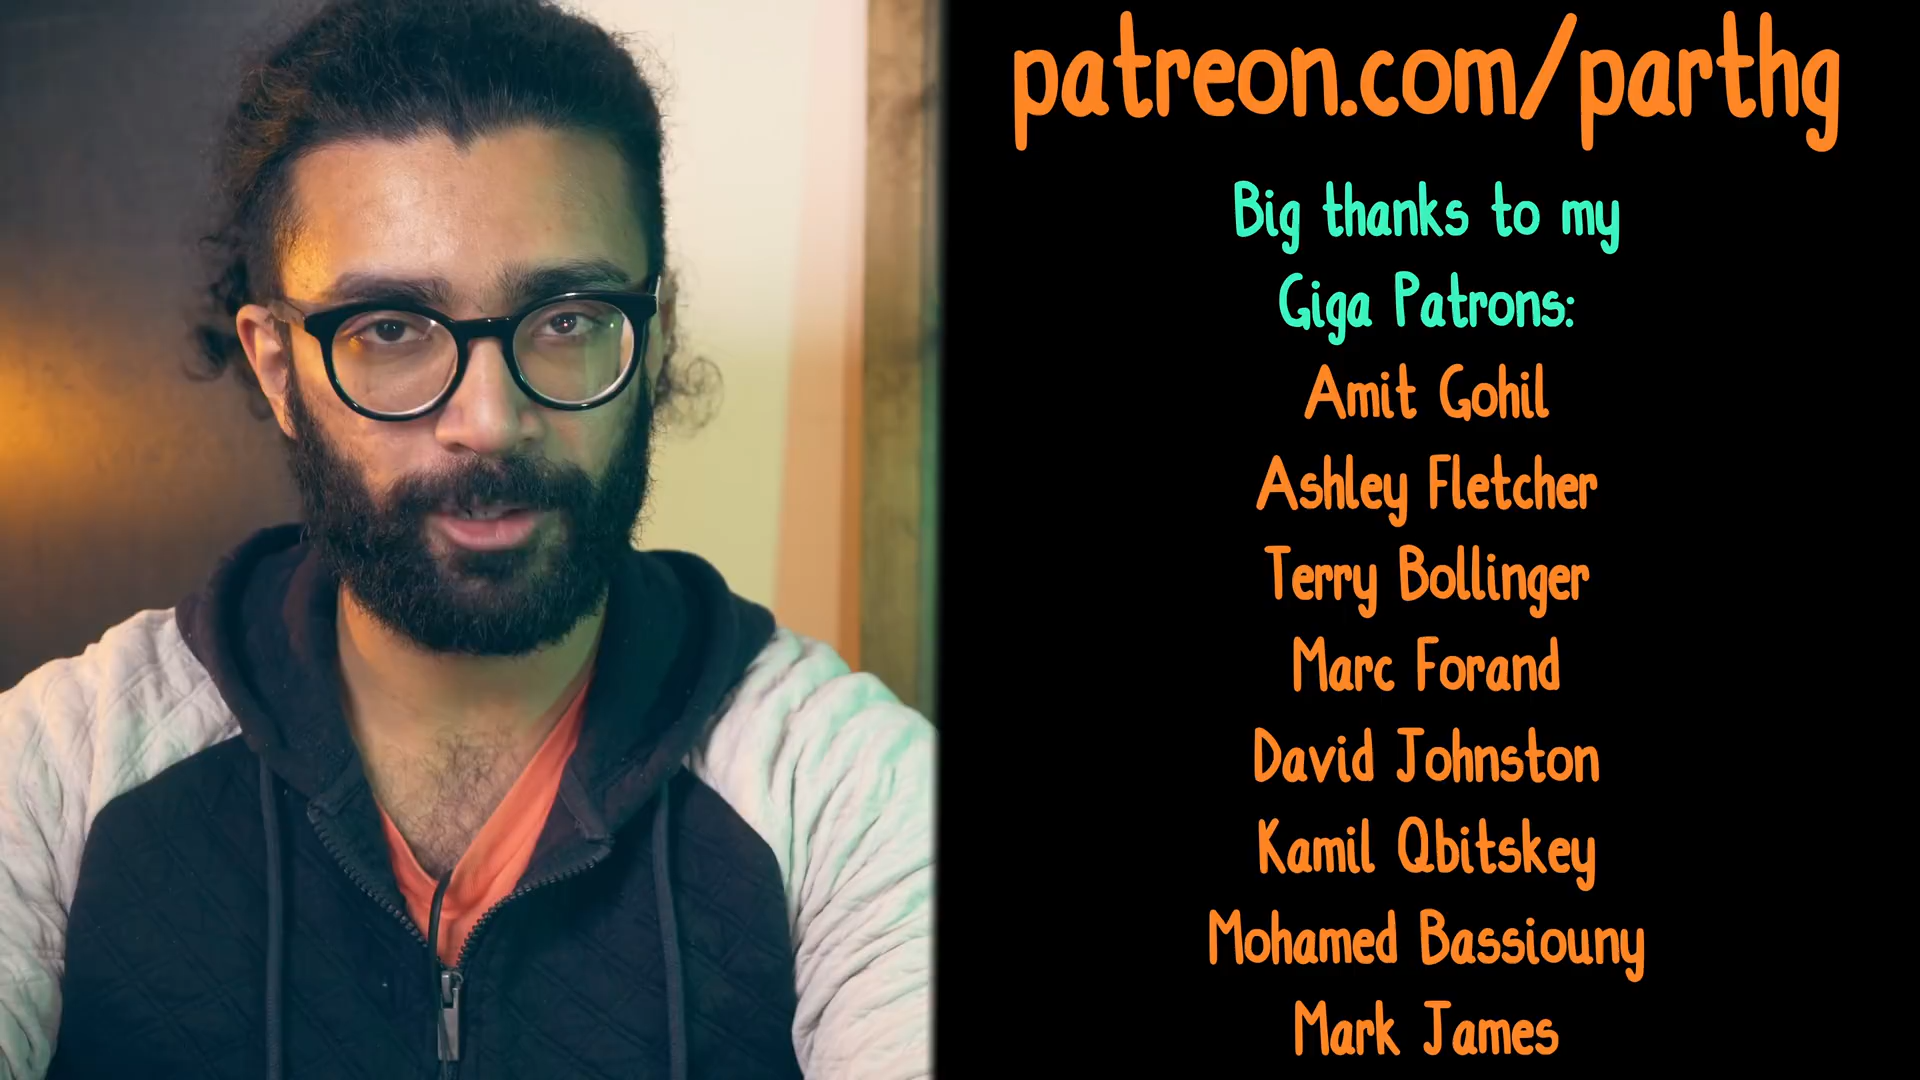 patreon.com/parthg
Big thanks to my
Giga Patrons:
Amit Gohil
Ashley Fletcher
Terry Bollinger
Marc Forand
David Johnston
Kamil Qbitskey
Mohamed Bassiouny
Mark James